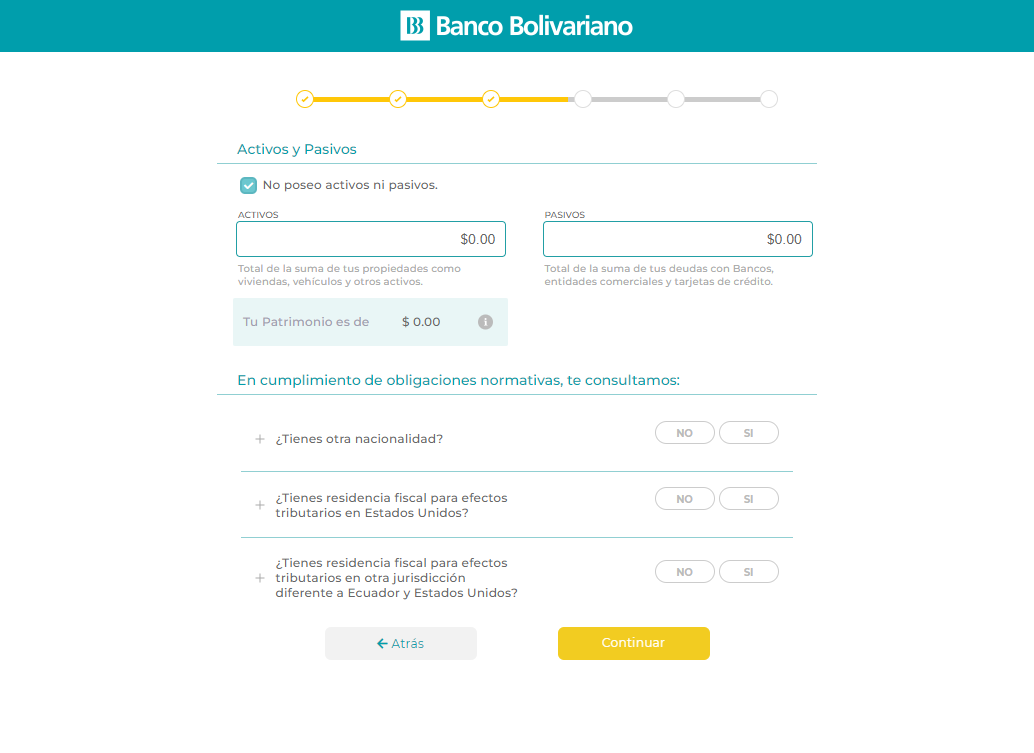 Banco Bolivariano
Activos y Pasivos
No poseo activos ni pasivos.
ACTIVOS
$0.00
Total de la suma de tus propiedades como
viviendas, vehículos y otros activos.
PASIVOS
$0.00
Total de la suma de tus deudas con Bancos,
entidades comerciales y tarjetas de crédito.
Tu Patrimonio es de $ 0.00
En cumplimiento de obligaciones normativas, te consultamos:
¿Tienes otra nacionalidad?
NO SI
¿Tienes residencia fiscal para efectos
tributarios en Estados Unidos?
NO SI
¿Tienes residencia fiscal para efectos
tributarios en otra jurisdicción
diferente a Ecuador y Estados Unidos?
NO SI
Atrás
Continuar